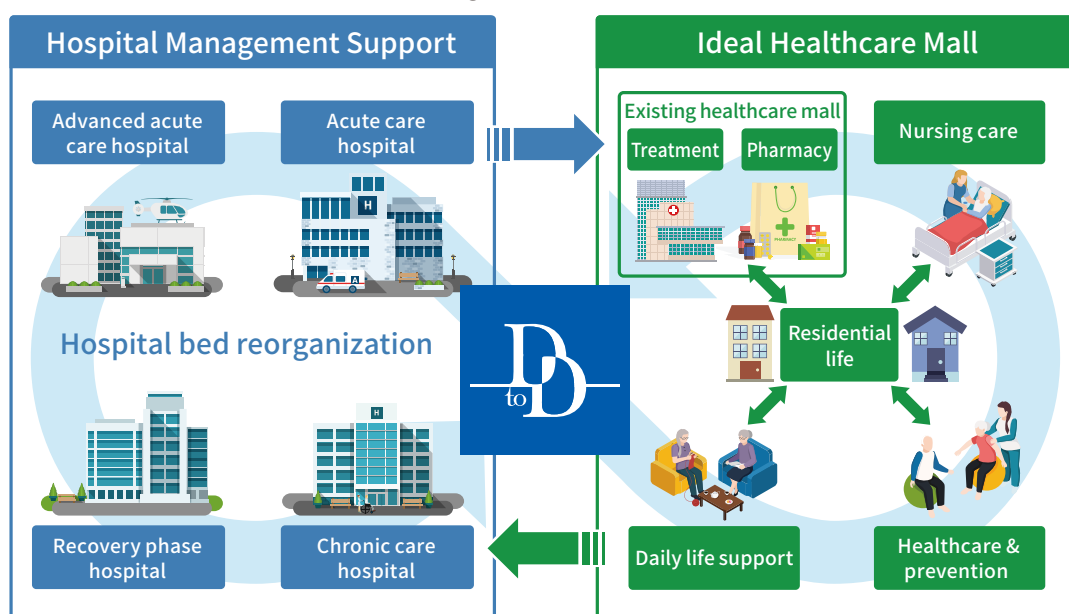 Hospital Management Support
Advanced acute
care hospital
Acute care
hospital
H
A
Hospital bed reorganization
H
Recovery phase
hospital
Chronic care
hospital
D to D
Ideal Healthcare Mall
Existing healthcare mall
Treatment
Pharmacy
PHARMACY
Nursing care
Residential
life
Daily life support
Healthcare &
prevention